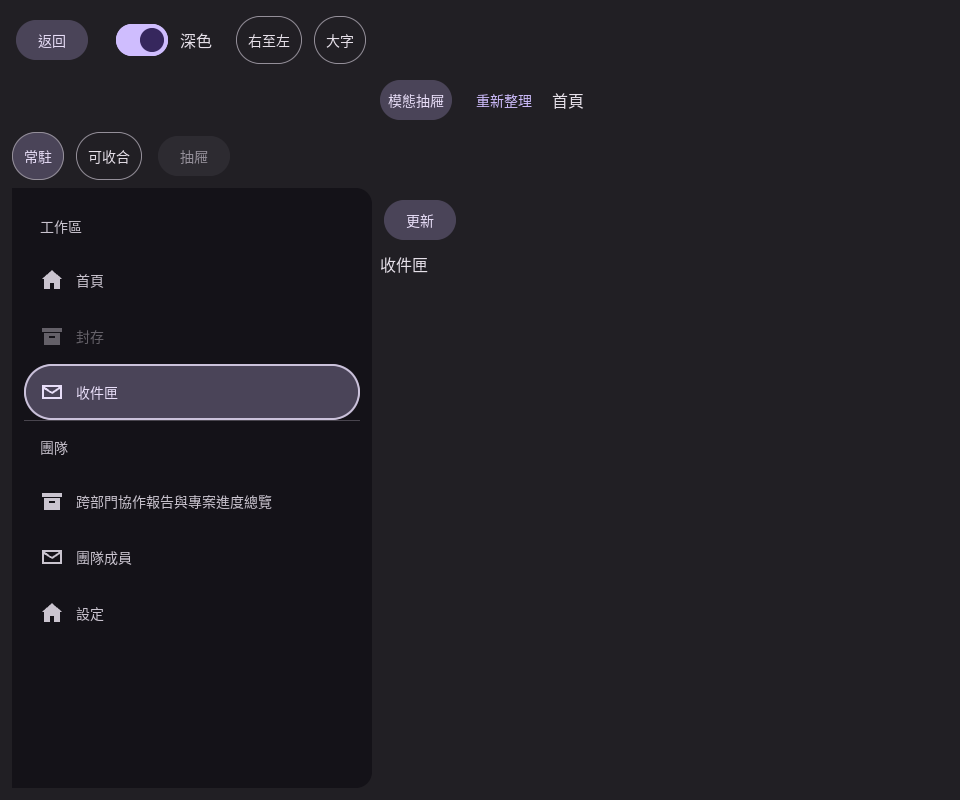 返回
深色
右至左
大字
模態抽屜
重新整理
首頁
常駐
可收合
抽屜
工作區
首頁
封存
收件匣
團隊
跨部門協作報告與專案進度總覽
團隊成員
設定
更新
收件匣